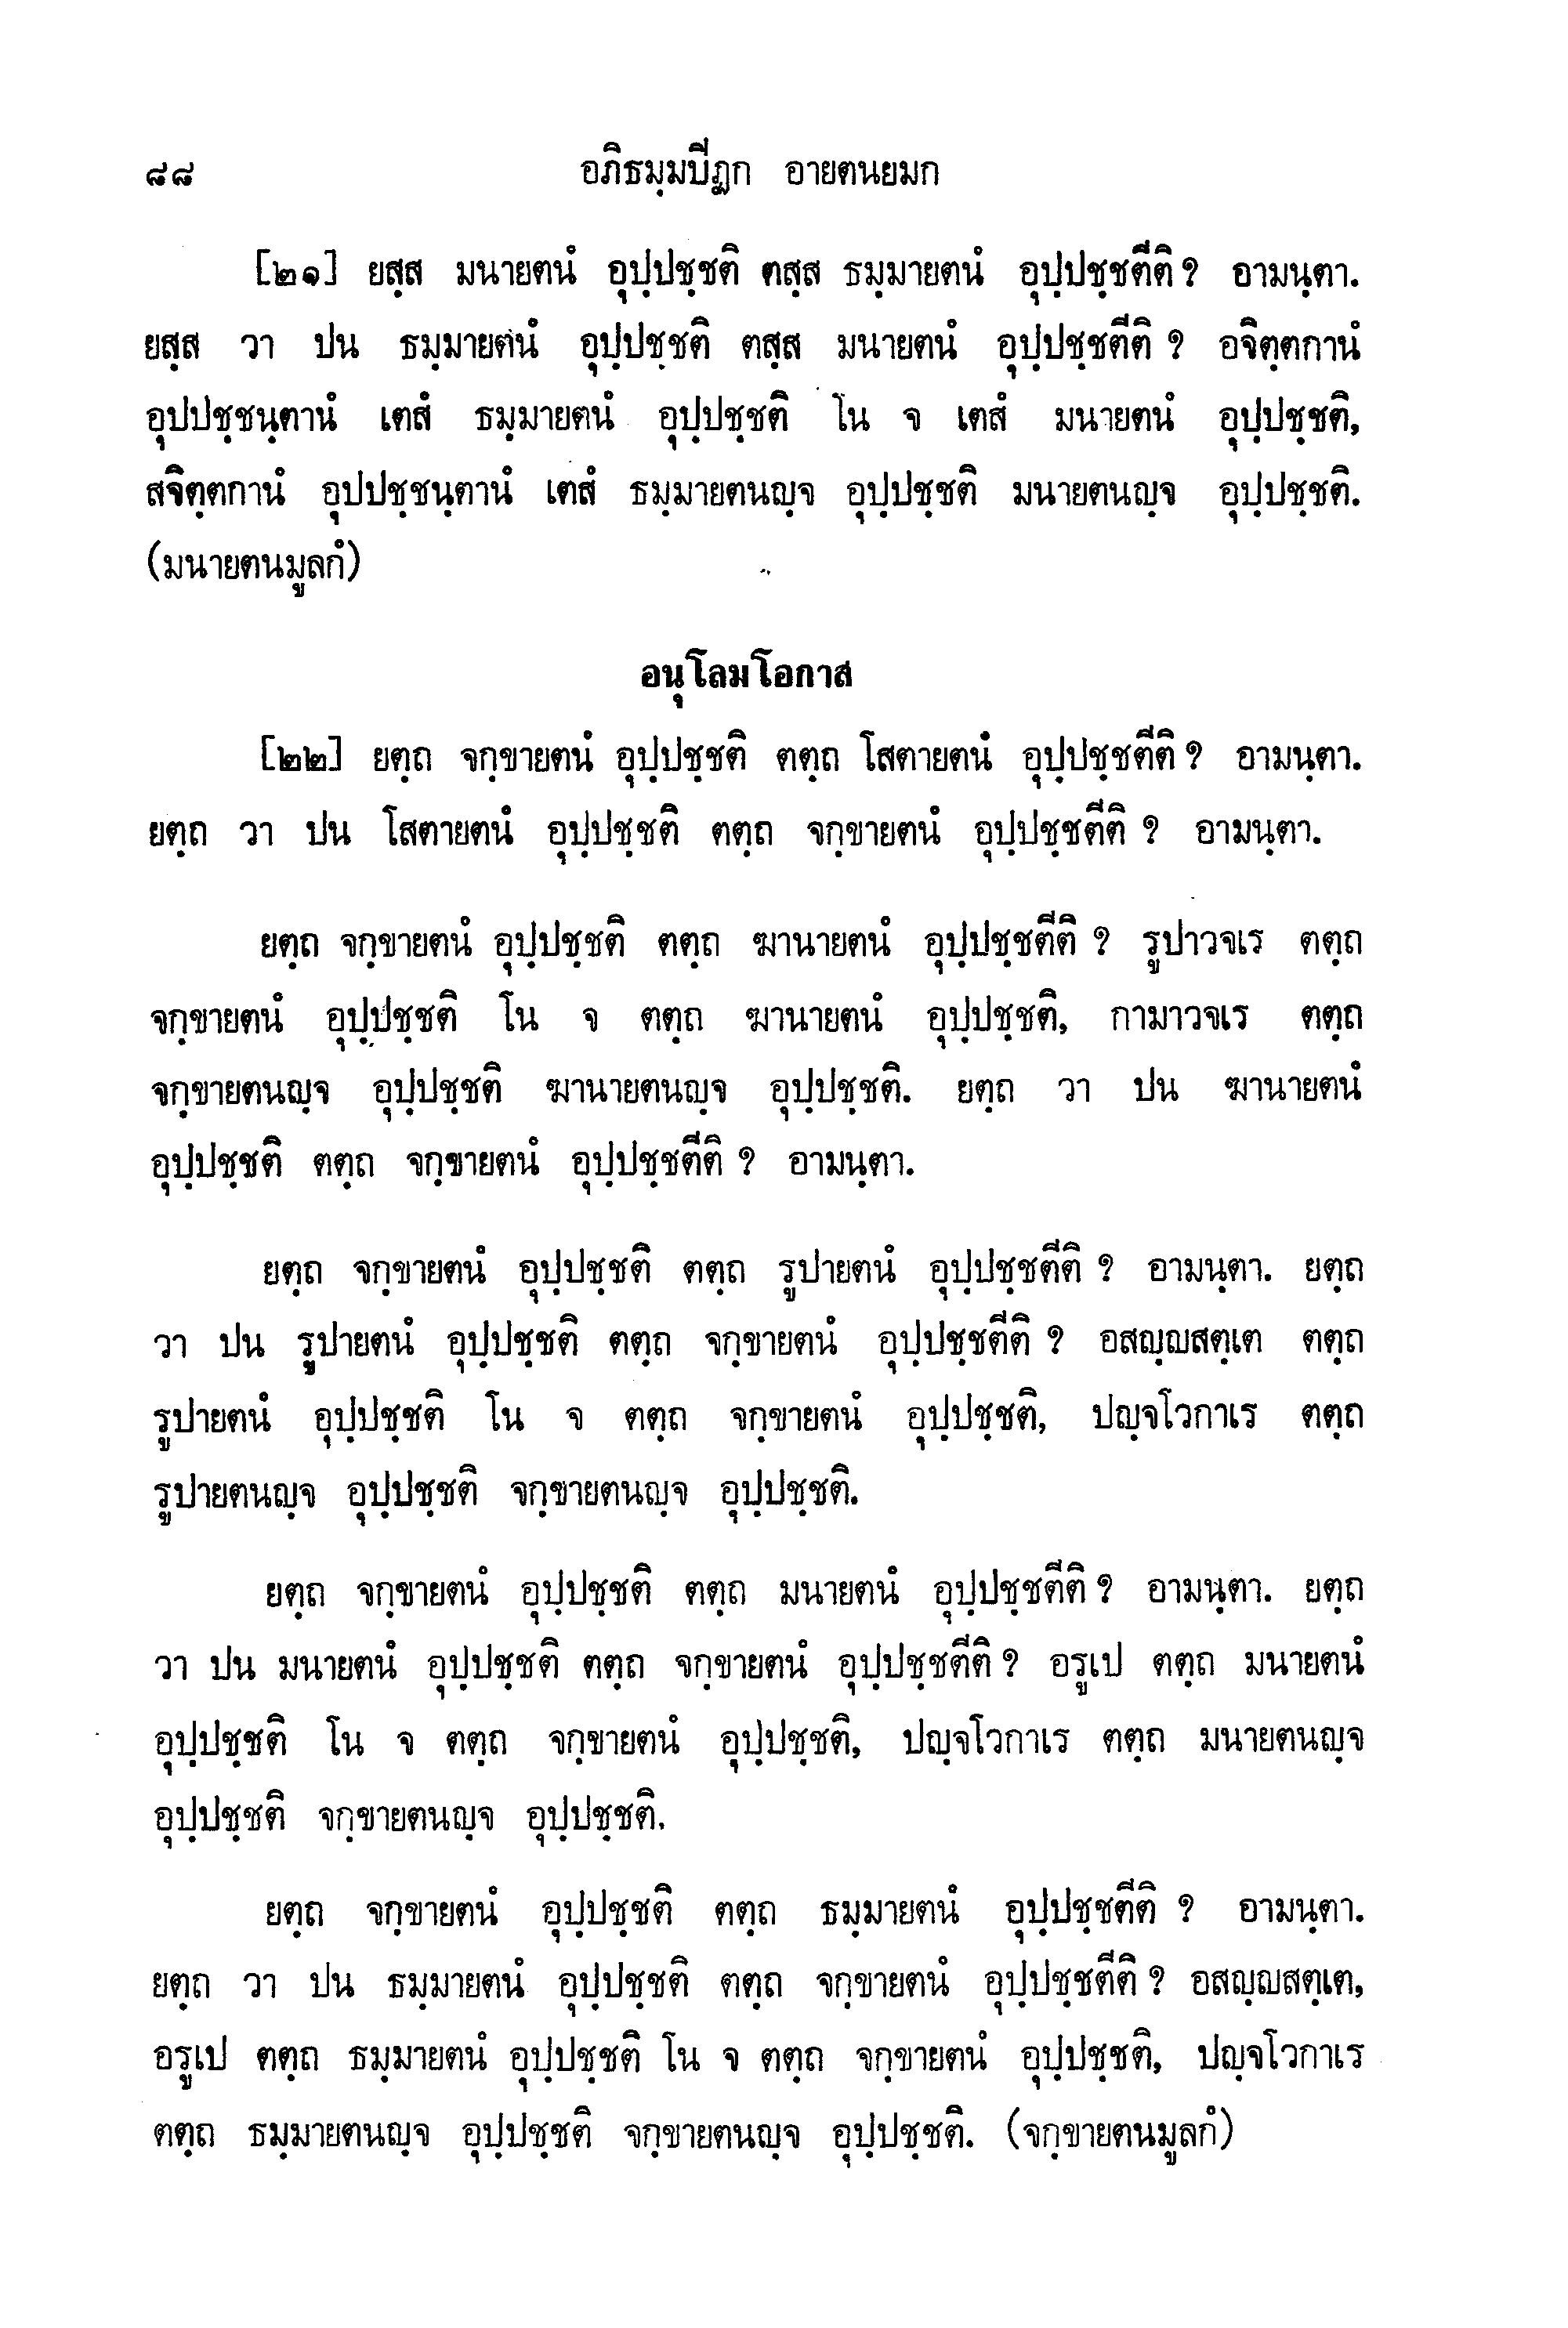 ๘๘ อภิธมฺมปีฏก อายตนยมก
[๒๑] ยสฺส มนายตนํ อุปฺปชฺชติ ตสฺส ธมฺมายตนํ อุปฺปชฺชตีติ ? อามนฺตา.
ยสฺส วา ปน ธมฺมายตนํ อุปฺปชฺชติ ตสฺส มนายตนํ อุปฺปชฺชตีติ ? อจิตฺตกานํ
อุปปชฺชนฺตานํ เตสํ ธมฺมายตนํ อุปฺปชฺชติ โน จ เตสํ มนายตนํ อุปฺปชฺชติ,
สจิตฺตกานํ อุปปชฺชนฺตานํ เตสํ ธมฺมายตนญฺจ อุปฺปชฺชติ มนายตนญฺจ อุปฺปชฺชติ.
(มนายตนมูลกํ)
อนุโลมโอกาส
[๒๒] ยตฺถ จกฺขายตนํ อุปฺปชฺชติ ตตฺถ โสตายตนํ อุปฺปชฺชตีติ ? อามนฺตา.
ยตฺถ วา ปน โสตายตนํ อุปฺปชฺชติ ตตฺถ จกฺขายตนํ อุปฺปชฺชตีติ ? อามนฺตา.
ยตฺถ จกฺขายตนํ อุปฺปชฺชติ ตตฺถ ฆานายตนํ อุปฺปชฺชตีติ ? รูปาวจเร ตตฺถ
จกฺขายตนํ อุปฺปชฺชติ โน จ ตตฺถ ฆานายตนํ อุปฺปชฺชติ, กามาวจเร ตตฺถ
จกฺขายตนญฺจ อุปฺปชฺชติ ฆานายตนญฺจ อุปฺปชฺชติ. ยตฺถ วา ปน ฆานายตนํ
อุปฺปชฺชติ ตตฺถ จกฺขายตนํ อุปฺปชฺชตีติ ? อามนฺตา.
ยตฺถ จกฺขายตนํ อุปฺปชฺชติ ตตฺถ รูปายตนํ อุปฺปชฺชตีติ ? อามนฺตา. ยตฺถ
วา ปน รูปายตนํ อุปฺปชฺชติ ตตฺถ จกฺขายตนํ อุปฺปชฺชตีติ ? อสญฺญสตฺเต ตตฺถ
รูปายตนํ อุปฺปชฺชติ โน จ ตตฺถ จกฺขายตนํ อุปฺปชฺชติ, ปญฺจโวกาเร ตตฺถ
รูปายตนญฺจ อุปฺปชฺชติ จกฺขายตนญฺจ อุปฺปชฺชติ.
ยตฺถ จกฺขายตนํ อุปฺปชฺชติ ตตฺถ มนายตนํ อุปฺปชฺชตีติ ? อามนฺตา. ยตฺถ
วา ปน มนายตนํ อุปฺปชฺชติ ตตฺถ จกฺขายตนํ อุปฺปชฺชตีติ ? อรูเป ตตฺถ มนายตนํ
อุปฺปชฺชติ โน จ ตตฺถ จกฺขายตนํ อุปฺปชฺชติ, ปญฺจโวกาเร ตตฺถ มนายตนญฺจ
อุปฺปชฺชติ จกฺขายตนญฺจ อุปฺปชฺชติ.
ยตฺถ จกฺขายตนํ อุปฺปชฺชติ ตตฺถ ธมฺมายตนํ อุปฺปชฺชตีติ ? อามนฺตา.
ยตฺถ วา ปน ธมฺมายตนํ อุปฺปชฺชติ ตตฺถ จกฺขายตนํ อุปฺปชฺชตีติ ? อสญฺญสตฺเต,
อรูเป ตตฺถ ธมฺมายตนํ อุปฺปชฺชติ โน จ ตตฺถ จกฺขายตนํ อุปฺปชฺชติ, ปญฺจโวกาเร
ตตฺถ ธมฺมายตนญฺจ อุปฺปชฺชติ จกฺขายตนญฺจ อุปฺปชฺชติ. (จกฺขายตนมูลกํ)